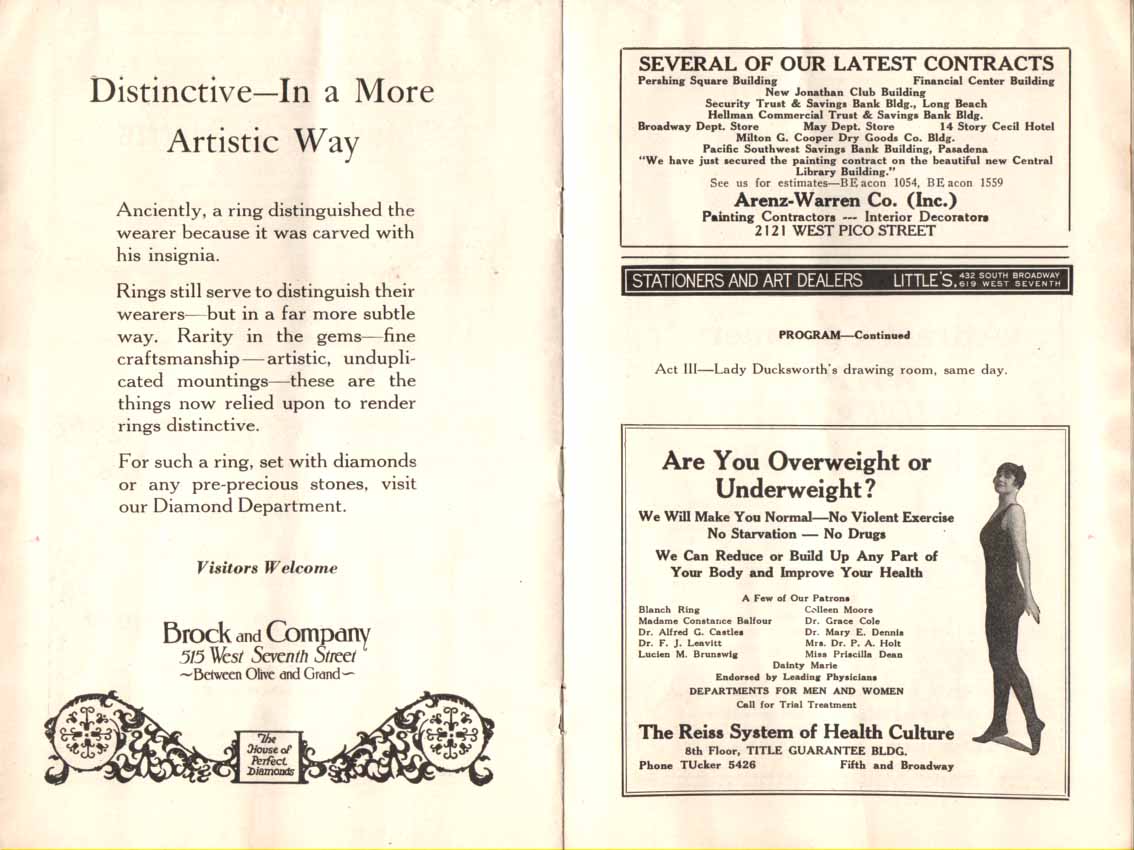 Distinctive—In a More
Artistic Way
Anciently, a ring distinguished the
wearer because it was carved with
his insignia.
Rings still serve to distinguish their
wearers—but in a far more subtle
way. Rarity in the gems—fine
craftsmanship—artistic, undupli-
cated mountings—these are the
things now relied upon to render
rings distinctive.
For such a ring, set with diamonds
or any pre-precious stones, visit
our Diamond Department.
Visitors Welcome
Brock and Company
515 West Seventh Street
~Between Olive and Grand~
The
House of
Perfect
Diamonds
SEVERAL OF OUR LATEST CONTRACTS
Pershing Square Building Financial Center Building
New Jonathan Club Building
Security Trust & Savings Bank Bldg., Long Beach
Hellman Commercial Trust & Savings Bank Bldg.
Broadway Dept. Store May Dept. Store 14 Story Cecil Hotel
Milton G. Cooper Dry Goods Co. Bldg.
Pacific Southwest Savings Bank Building, Pasadena
"We have just secured the painting contract on the beautiful new Central
Library Building."
See us for estimates—BEacon 1054, BEacon 1559
Arenz-Warren Co. (Inc.)
Painting Contractors --- Interior Decorators
2121 WEST PICO STREET
STATIONERS AND ART DEALERS LITTLE'S, 432 SOUTH BROADWAY
619 WEST SEVENTH
PROGRAM—Continued
Act III—Lady Ducksworth's drawing room, same day.
Are You Overweight or
Underweight?
We Will Make You Normal—No Violent Exercise
No Starvation — No Drugs
We Can Reduce or Build Up Any Part of
Your Body and Improve Your Health
A Few of Our Patrons
Blanch Ring Colleen Moore
Madame Constance Balfour Dr. Grace Cole
Dr. Alfred G. Castles Dr. Mary E. Dennis
Dr. F. J. Leavitt Mrs. Dr. P. A. Holt
Lucien M. Brunswig Miss Priscilla Dean
Dainty Marie
Endorsed by Leading Physicians
DEPARTMENTS FOR MEN AND WOMEN
Call for Trial Treatment
The Reiss System of Health Culture
8th Floor, TITLE GUARANTEE BLDG.
Phone TUcker 5426 Fifth and Broadway